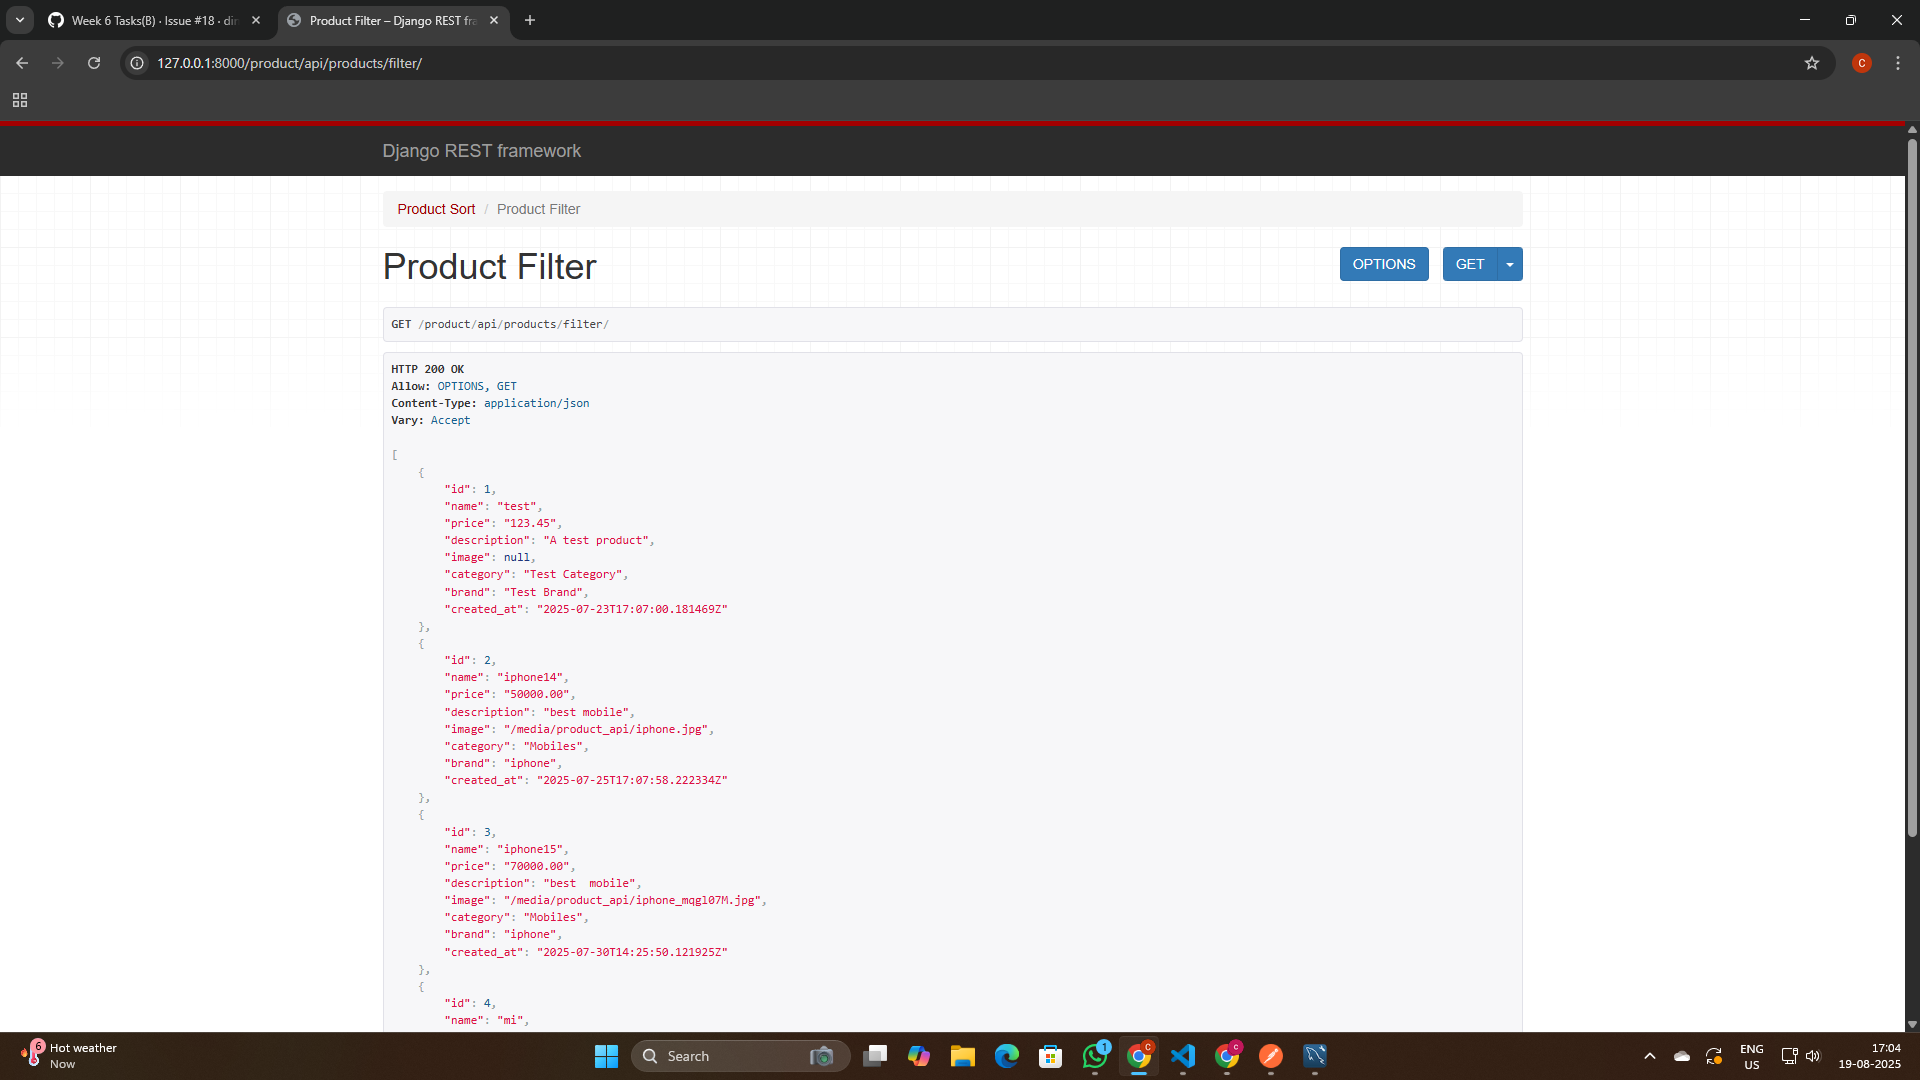 Week 6 Tasks(B) · Issue #18 · din
Product Filter – Django REST fra
127.0.0.1:8000/product/api/products/filter/
C
Django REST framework
Product Sort / Product Filter
Product Filter
OPTIONS
GET
GET /product/api/products/filter/
HTTP 200 OK
Allow: OPTIONS, GET
Content-Type: application/json
Vary: Accept
[
{
"id": 1,
"name": "test",
"price": "123.45",
"description": "A test product",
"image": null,
"category": "Test Category",
"brand": "Test Brand",
"created_at": "2025-07-23T17:07:00.181469Z"
},
{
"id": 2,
"name": "iphone14",
"price": "50000.00",
"description": "best mobile",
"image": "/media/product_api/iphone.jpg",
"category": "Mobiles",
"brand": "iphone",
"created_at": "2025-07-25T17:07:58.222334Z"
},
{
"id": 3,
"name": "iphone15",
"price": "70000.00",
"description": "best  mobile",
"image": "/media/product_api/iphone_mqgl07M.jpg",
"category": "Mobiles",
"brand": "iphone",
"created_at": "2025-07-30T14:25:50.121925Z"
},
{
"id": 4,
"name": "mi",
6
Hot weather
Now
Search
1
C
C
ENG
US
17:04
19-08-2025